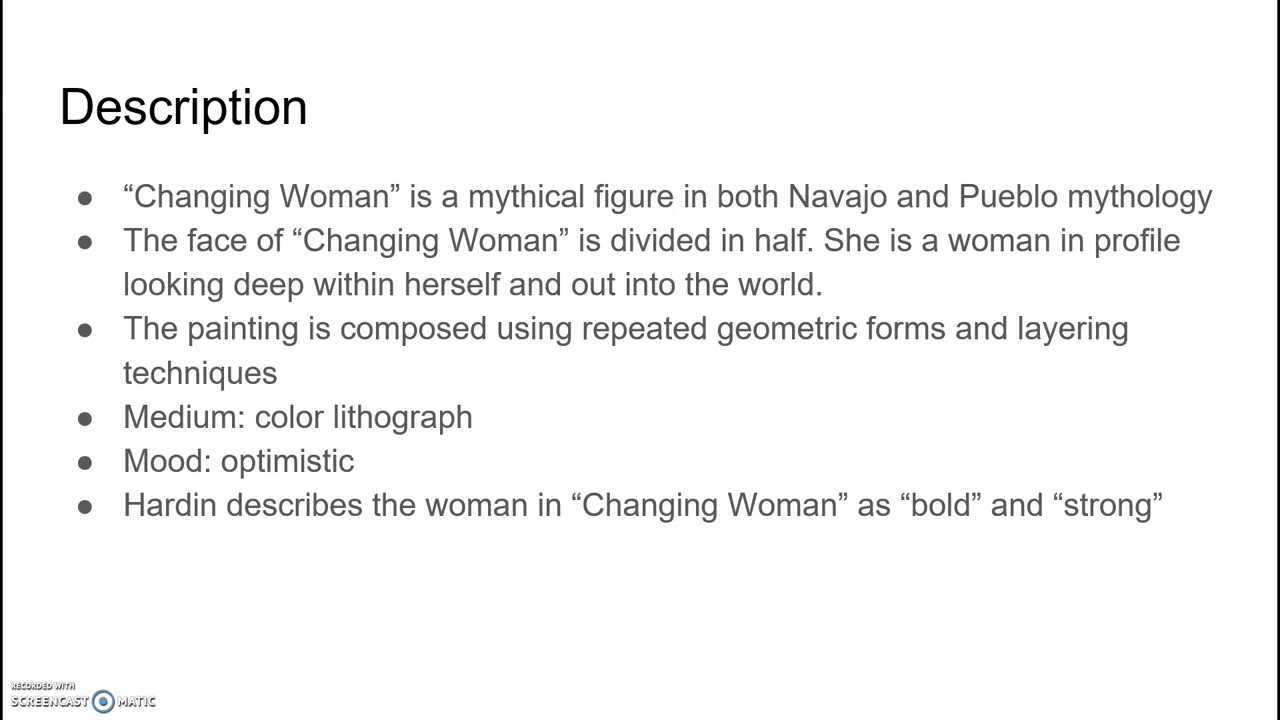 Description
● “Changing Woman” is a mythical figure in both Navajo and Pueblo mythology
● The face of “Changing Woman” is divided in half. She is a woman in profile
looking deep within herself and out into the world.
● The painting is composed using repeated geometric forms and layering
techniques
● Medium: color lithograph
● Mood: optimistic
● Hardin describes the woman in “Changing Woman” as “bold” and “strong”
RECORDED WITH
SCREENCAST MATIC